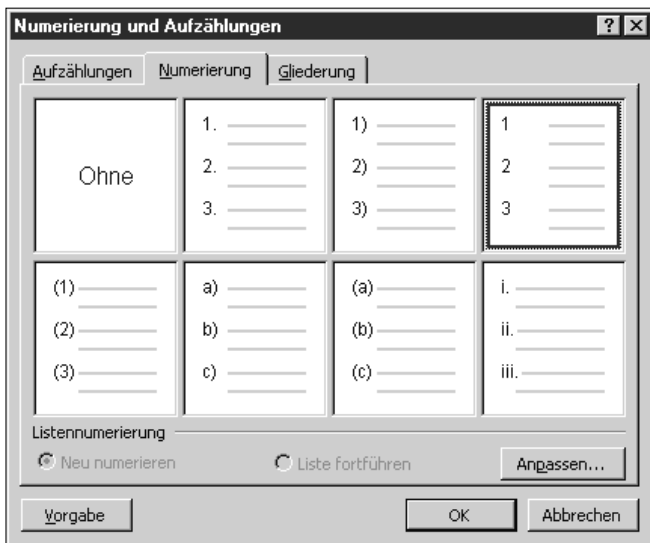 Numerierung und Aufzählungen
Aufzählungen Numerierung Gliederung
Ohne
1.
2.
3.
1)
2)
3)
1
2
3
(1)
(2)
(3)
a)
b)
c)
(a)
(b)
(c)
i.
ii.
iii.
Listennumerierung
Neu numerieren Liste fortführen Anpassen...
Vorgabe OK Abbrechen